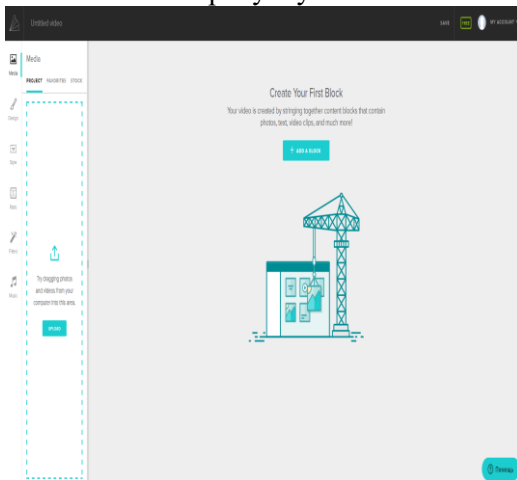 Untitled video
SAVE
FREE
MY ACCOUNT
Media
Media
PROJECT FAVORITES STOCK
Design
Create Your First Block
Your video is created by stringing together content blocks that contain
photos, text, video clips, and much more!
+ ADD A BLOCK
Try dragging photos
and videos from your
computer into this area.
UPLOAD
Filters
Music
Помощь